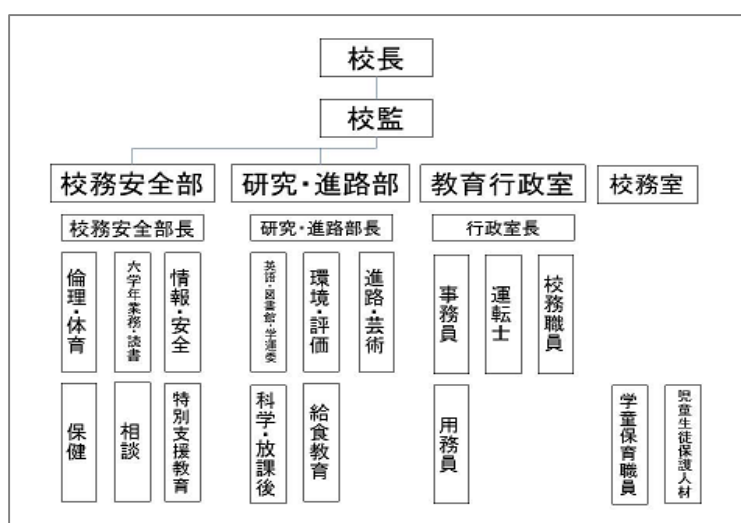 校長
校監
校務安全部
研究・進路部
教育行政室
校務室
校務安全部長
研究・進路部長
行政室長
倫理・体育
六学年業務・読書
情報・安全
英語・図書館・学運委
環境・評価
進路・芸術
事務員
運転士
校務職員
保健
相談
特別支援教育
科学・放課後
給食教育
用務員
学童保育職員
児童生徒保護人材